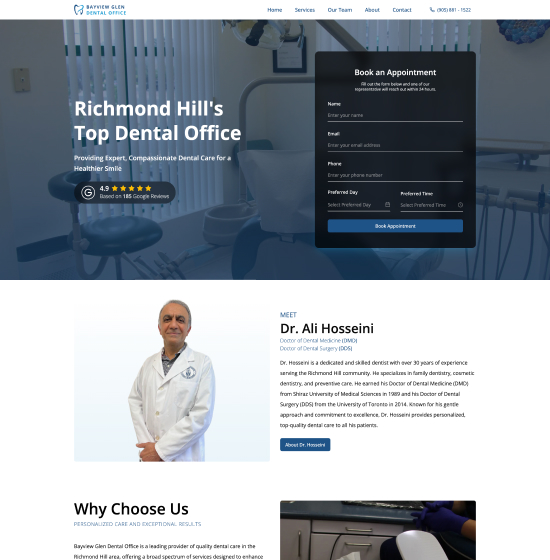 BAYVIEW GLEN
DENTAL OFFICE
Home Services Our Team About Contact (905) 881 - 1522
Richmond Hill's
Top Dental Office
Providing Expert, Compassionate Dental Care for a
Healthier Smile
G 4.9
Based on 185 Google Reviews
Book an Appointment
Fill out the form below and one of our
representative will reach out within 24 hours.
Name
Enter your name
Email
Enter your email address
Phone
Enter your phone number
Preferred Day Preferred Time
Select Preferred Day Select Preferred Time
Book Appointment
MEET
Dr. Ali Hosseini
Doctor of Dental Medicine (DMD)
Doctor of Dental Surgery (DDS)
Dr. Hosseini is a dedicated and skilled dentist with over 30 years of experience
serving the Richmond Hill community. He specializes in family dentistry, cosmetic
dentistry, and preventive care. He earned his Doctor of Dental Medicine (DMD)
from Shiraz University of Medical Sciences in 1989 and his Doctor of Dental
Surgery (DDS) from the University of Toronto in 2014. Known for his gentle
approach and commitment to excellence, Dr. Hosseini provides personalized,
top-quality dental care to all his patients.
About Dr. Hosseini
Why Choose Us
PERSONALIZED CARE AND EXCEPTIONAL RESULTS
Bayview Glen Dental Office is a leading provider of quality dental care in the
Richmond Hill area, offering a broad spectrum of services designed to enhance